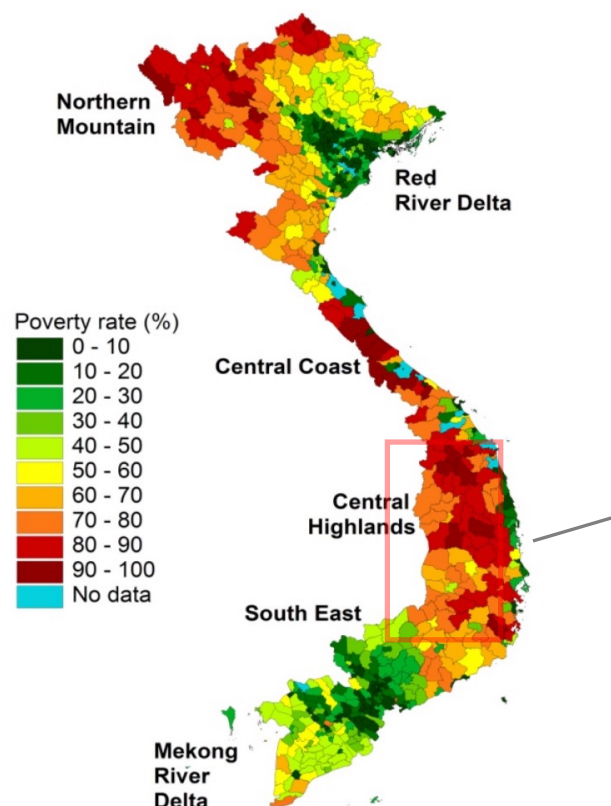 Northern
Mountain
Red
River Delta
Poverty rate (%)
0 - 10
10 - 20
20 - 30
30 - 40
40 - 50
50 - 60
60 - 70
70 - 80
80 - 90
90 - 100
No data
Central Coast
Central
Highlands
South East
Mekong
River
Delta